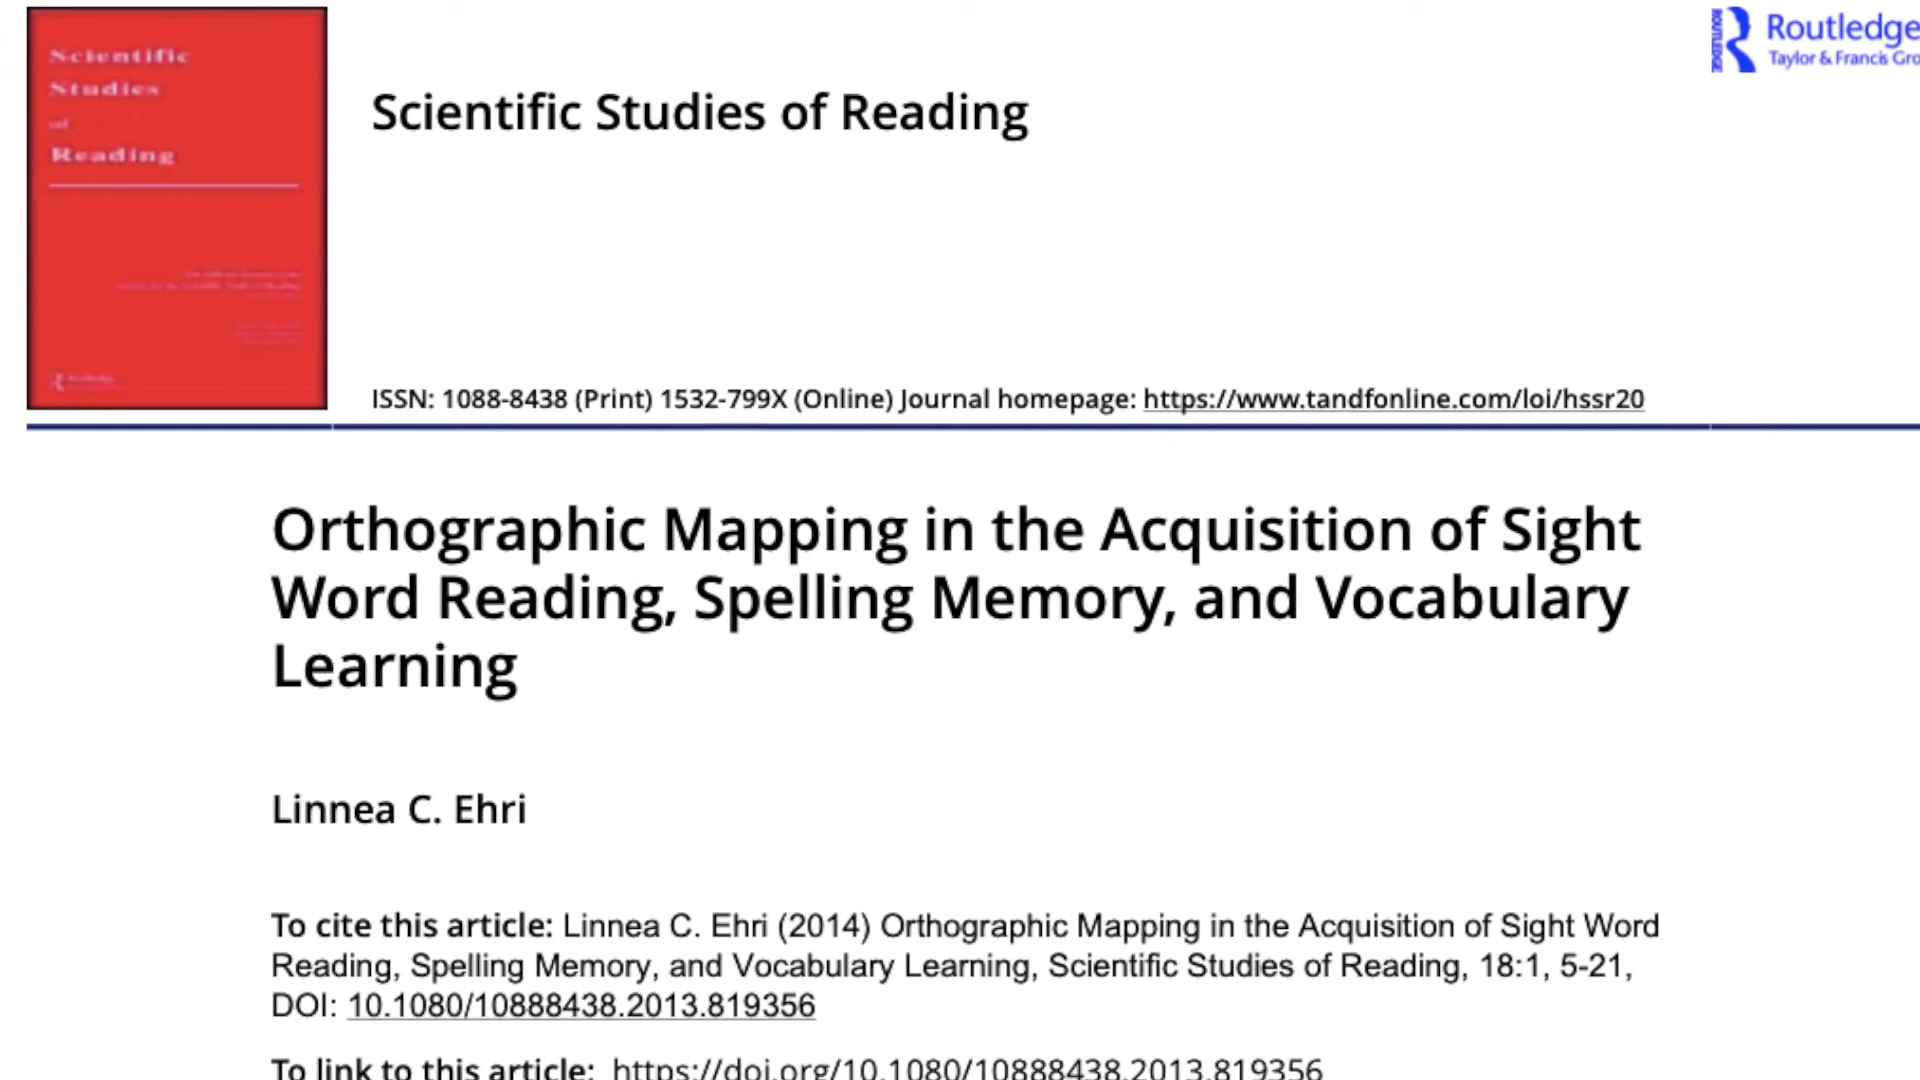 Scientific
Studies
of
Reading
ROUTLEDGE
Routledge
Taylor & Francis Gro
Scientific Studies of Reading
ISSN: 1088-8438 (Print) 1532-799X (Online) Journal homepage: https://www.tandfonline.com/loi/hssr20
Orthographic Mapping in the Acquisition of Sight
Word Reading, Spelling Memory, and Vocabulary
Learning
Linnea C. Ehri
To cite this article: Linnea C. Ehri (2014) Orthographic Mapping in the Acquisition of Sight Word
Reading, Spelling Memory, and Vocabulary Learning, Scientific Studies of Reading, 18:1, 5-21,
DOI: 10.1080/10888438.2013.819356
To link to this article: https://doi.org/10.1080/10888438.2013.819356